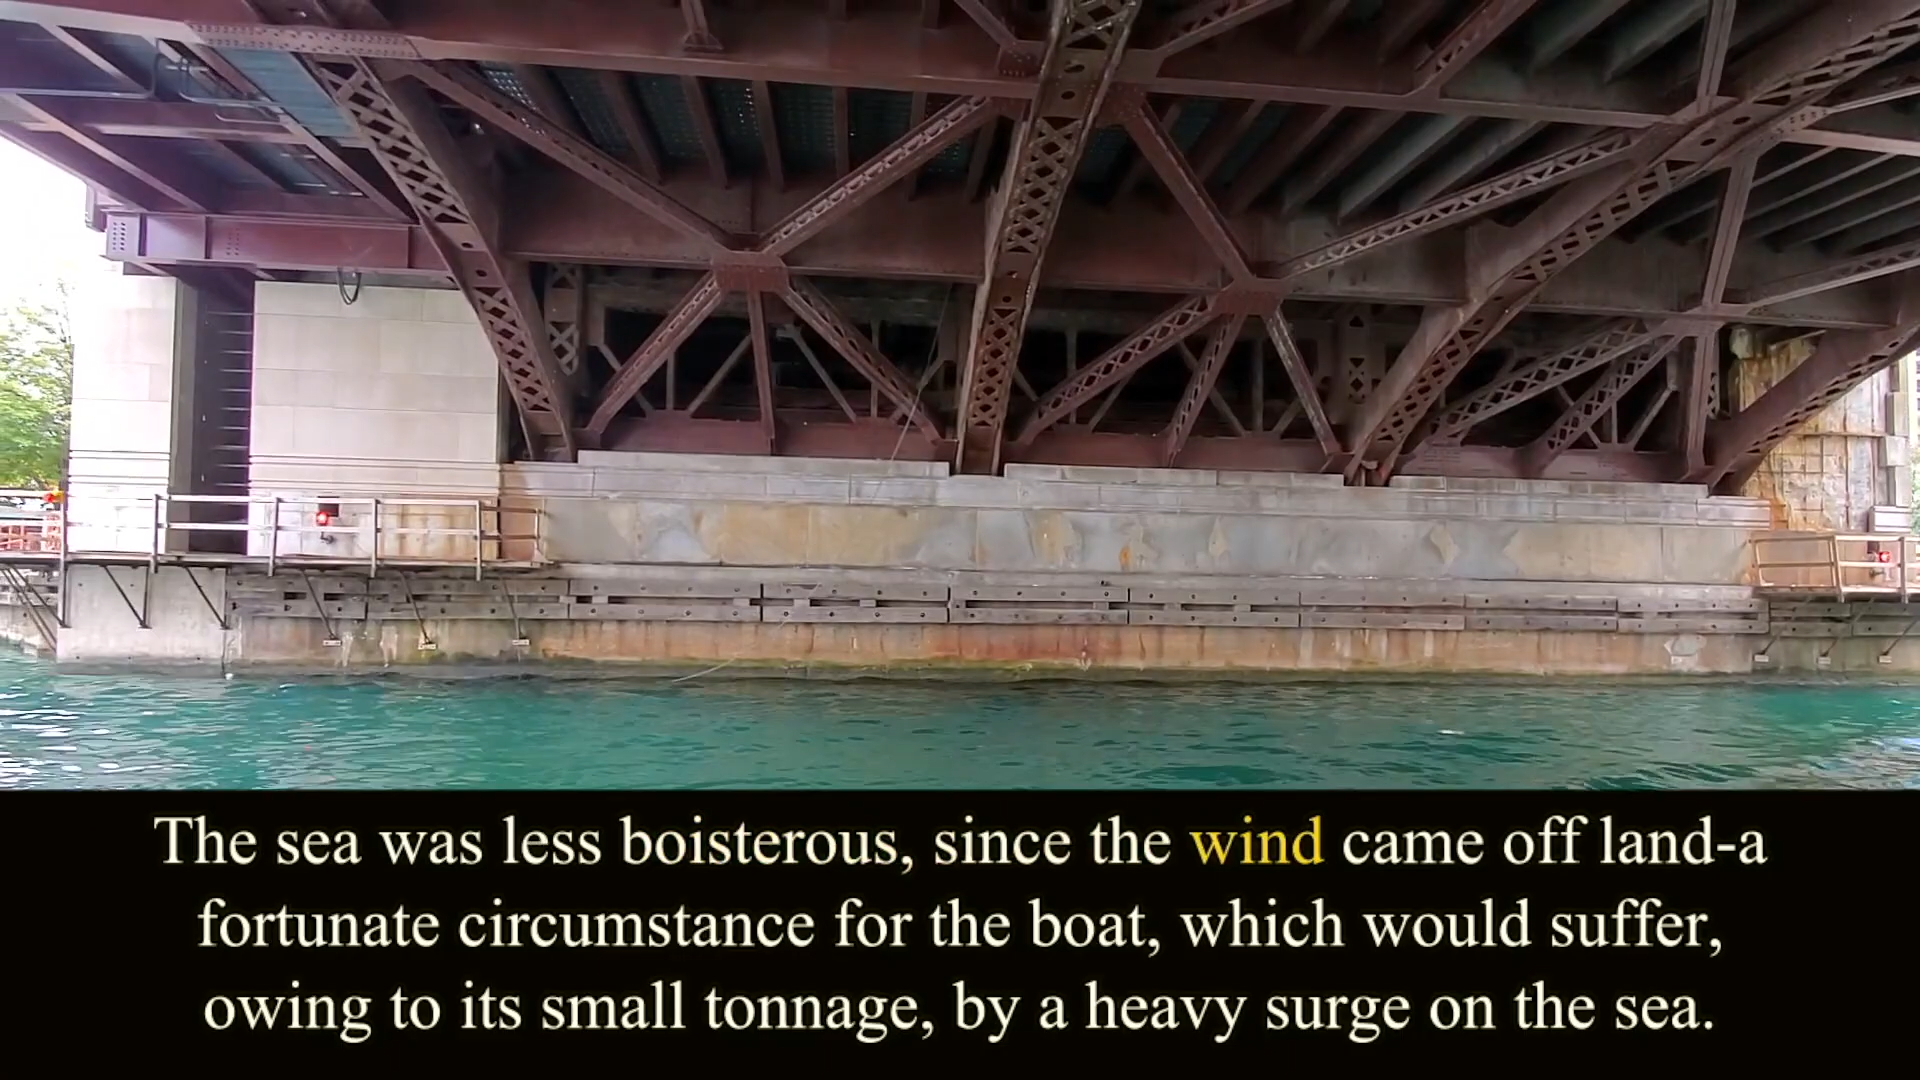 The sea was less boisterous, since the wind came off land-a
fortunate circumstance for the boat, which would suffer,
owing to its small tonnage, by a heavy surge on the sea.